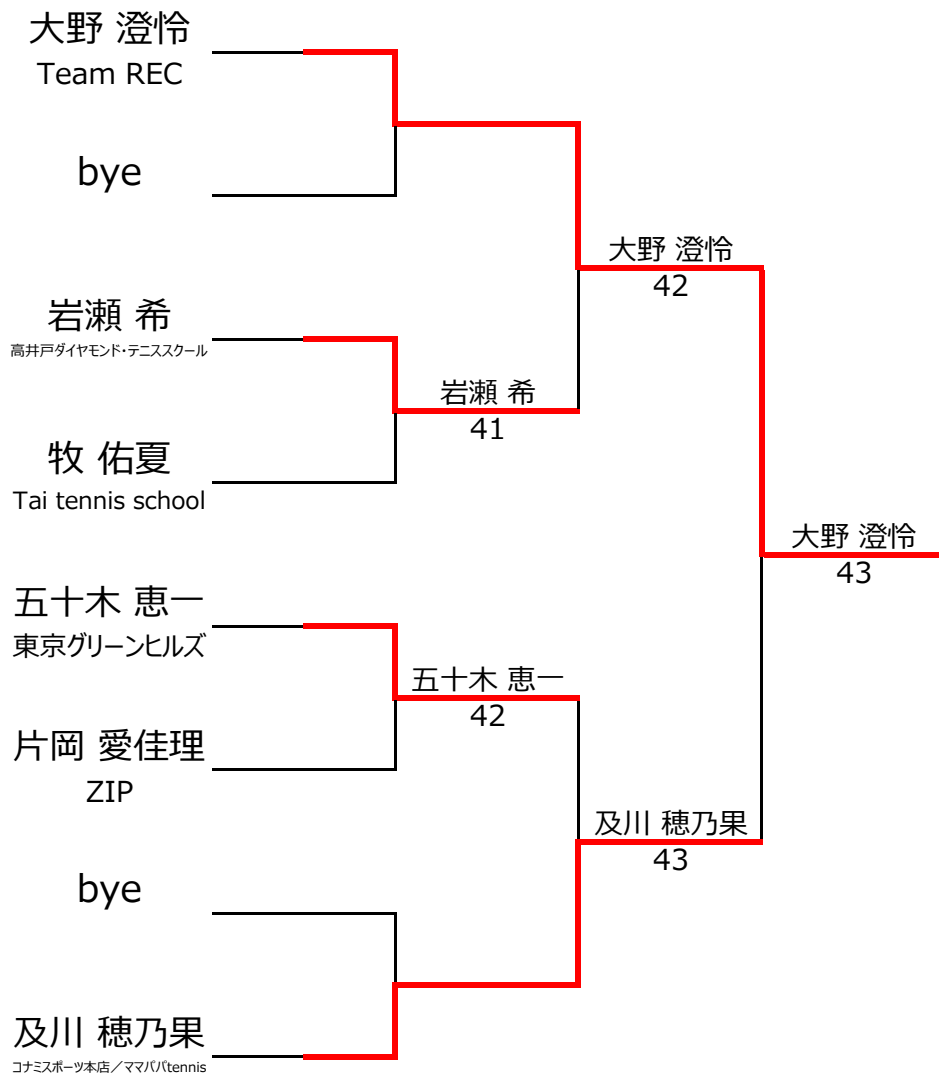 大野 澄怜
Team REC
bye
岩瀬 希
高井戸ダイヤモンド・テニススクール
牧 佑夏
Tai tennis school
五十木 恵一
東京グリーンヒルズ
片岡 愛佳理
ZIP
bye
及川 穂乃果
コナミスポーツ本店／ママパパtennis
岩瀬 希
41
五十木 恵一
42
大野 澄怜
42
及川 穂乃果
43
大野 澄怜
43